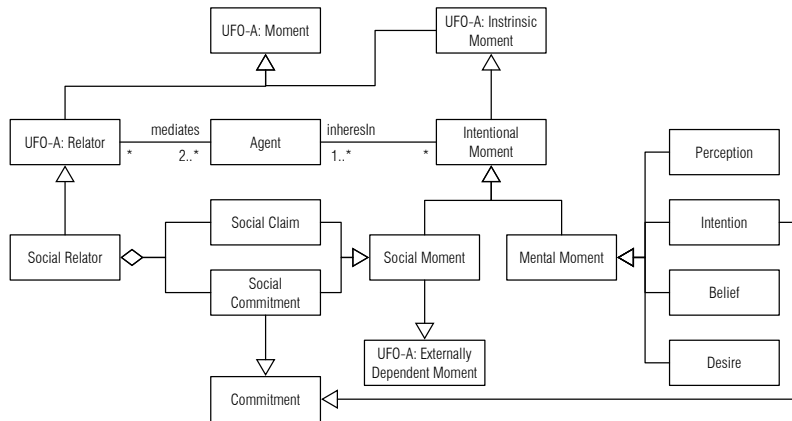 UFO-A: Moment
UFO-A: Instrinsic
Moment
UFO-A: Relator
mediates
*
2..*
Agent
inheresIn
1..*
*
Intentional
Moment
Perception
Social Claim
Intention
Social Relator
Social Moment
Mental Moment
Social
Commitment
Belief
UFO-A: Externally
Dependent Moment
Desire
Commitment